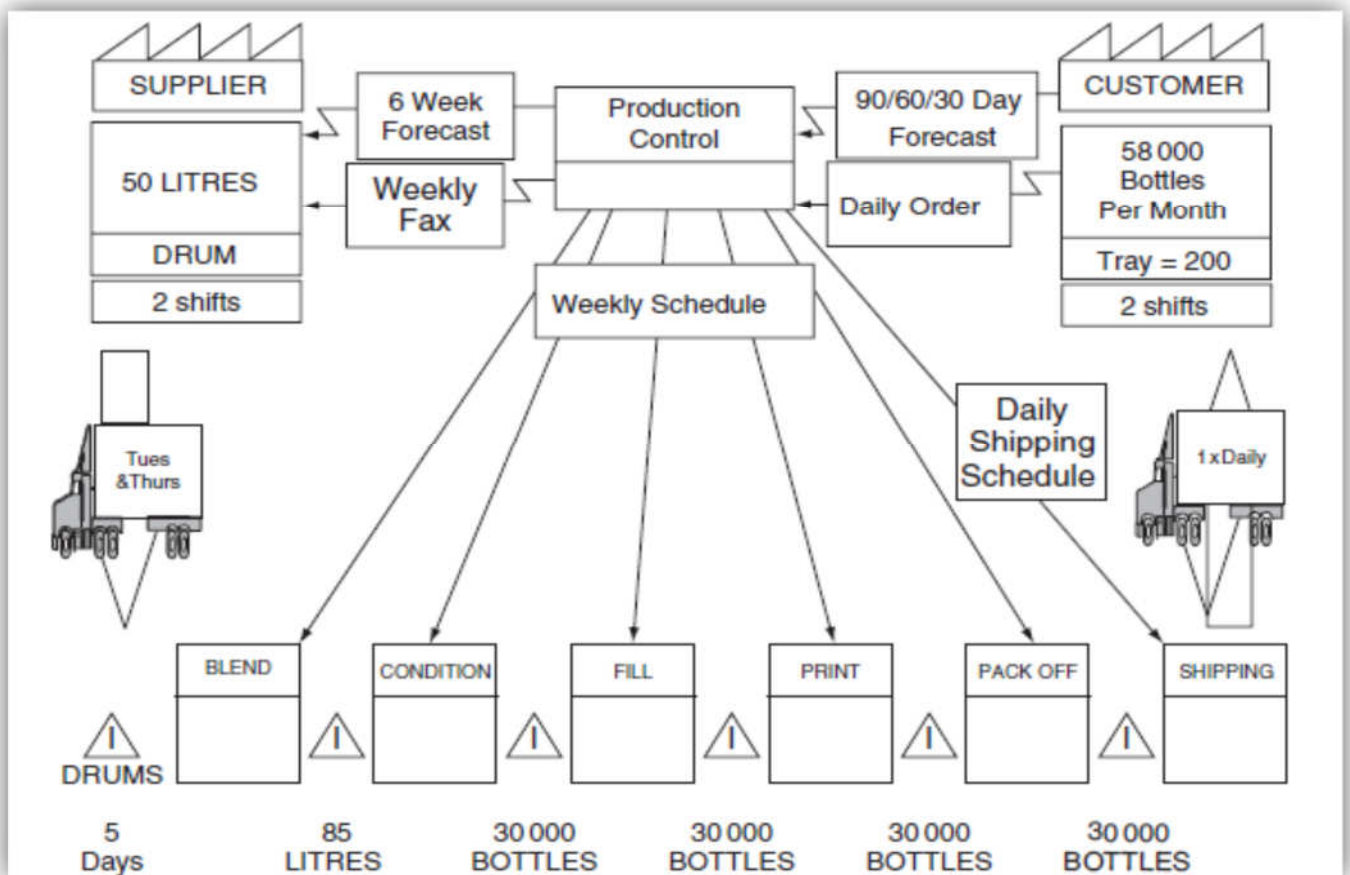 SUPPLIER
50 LITRES
DRUM
2 shifts
6 Week
Forecast
Weekly
Fax
Production
Control
90/60/30 Day
Forecast
Daily Order
CUSTOMER
58 000
Bottles
Per Month
Tray = 200
2 shifts
Weekly Schedule
Daily
Shipping
Schedule
Tues
&Thurs
1xDaily
BLEND
CONDITION
FILL
PRINT
PACK OFF
SHIPPING
I
I
I
I
I
I
DRUMS
5
Days
85
LITRES
30 000
BOTTLES
30 000
BOTTLES
30 000
BOTTLES
30 000
BOTTLES